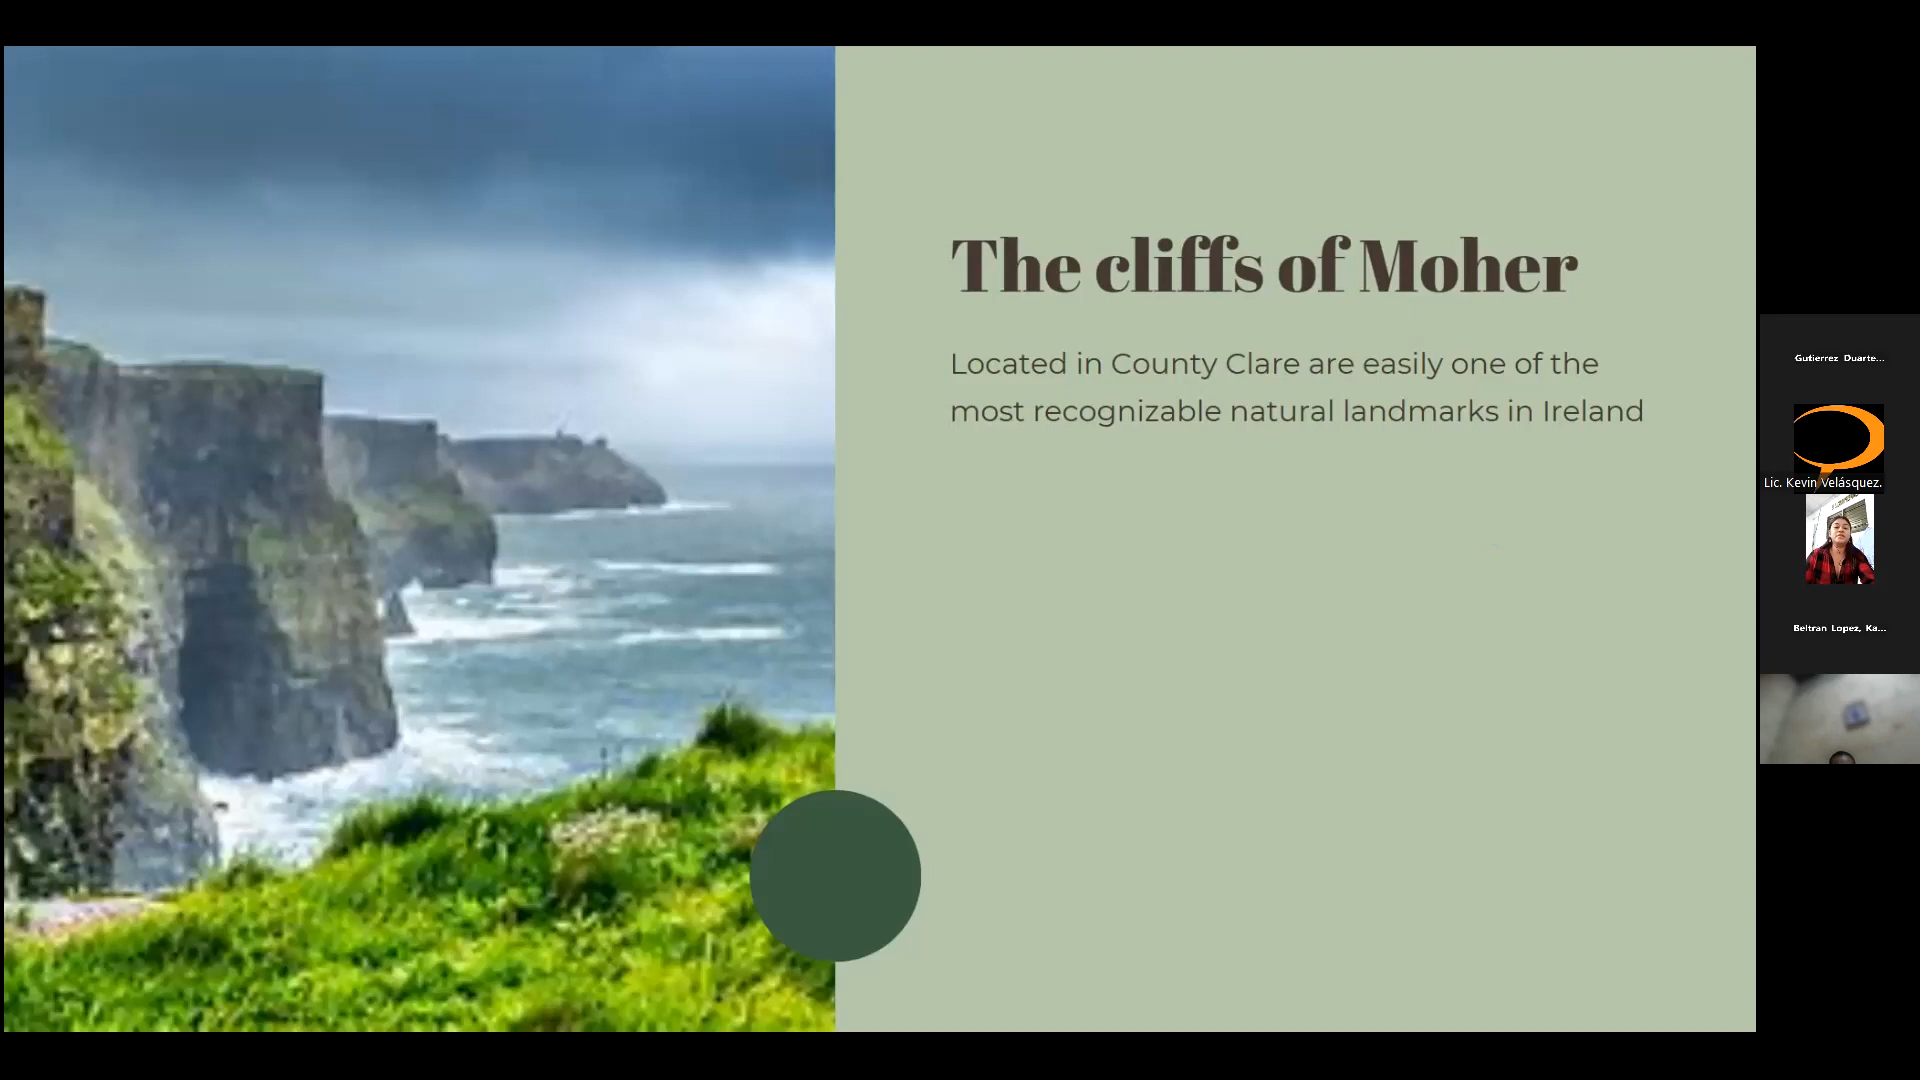 The cliffs of Moher
Located in County Clare are easily one of the
most recognizable natural landmarks in Ireland
Gutierrez Duarte...
Lic. Kevin Velásquez.
Beltran Lopez, Ka...